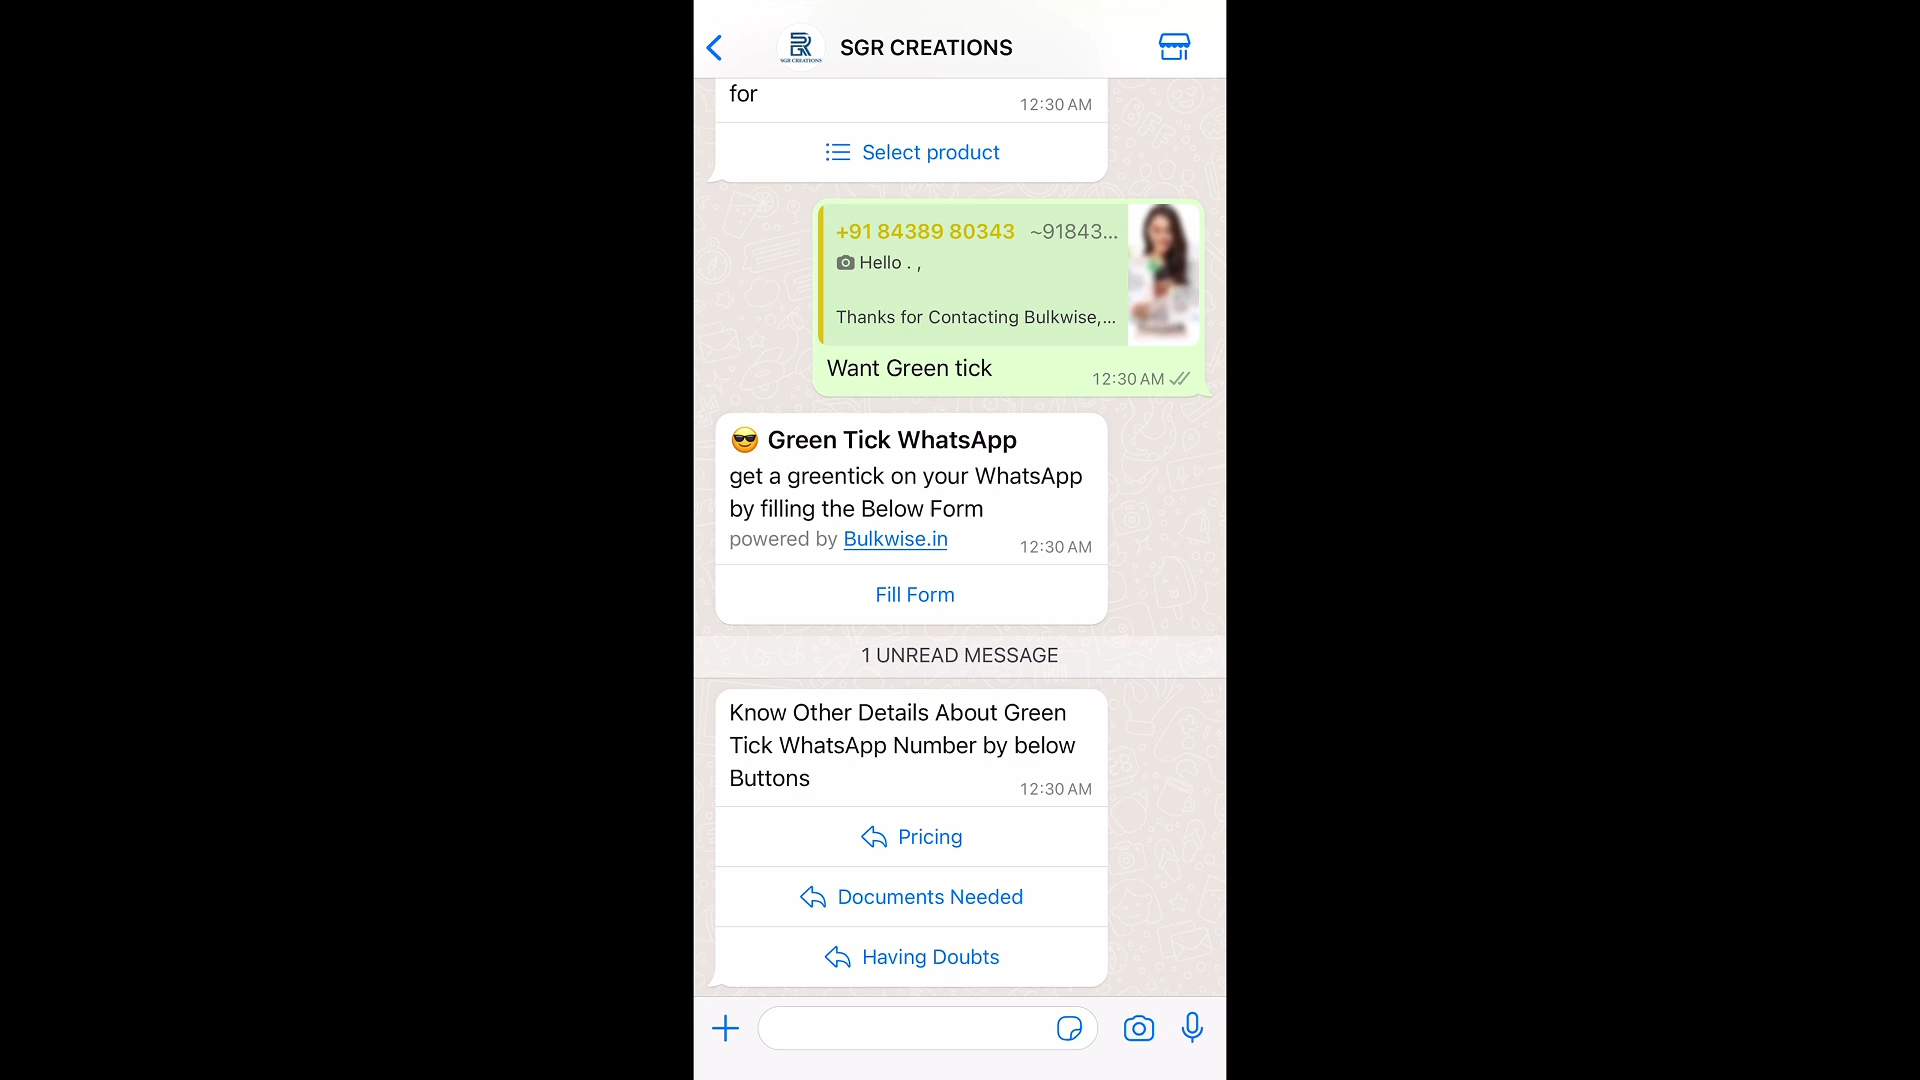 SGR CREATIONS
SGR CREATIONS
for
12:30 AM
Select product
+91 84389 80343 ~91843...
Hello . ,
Thanks for Contacting Bulkwise,...
Want Green tick
12:30 AM
😎 Green Tick WhatsApp
get a greentick on your WhatsApp
by filling the Below Form
powered by Bulkwise.in
12:30 AM
Fill Form
1 UNREAD MESSAGE
Know Other Details About Green
Tick WhatsApp Number by below
Buttons
12:30 AM
Pricing
Documents Needed
Having Doubts